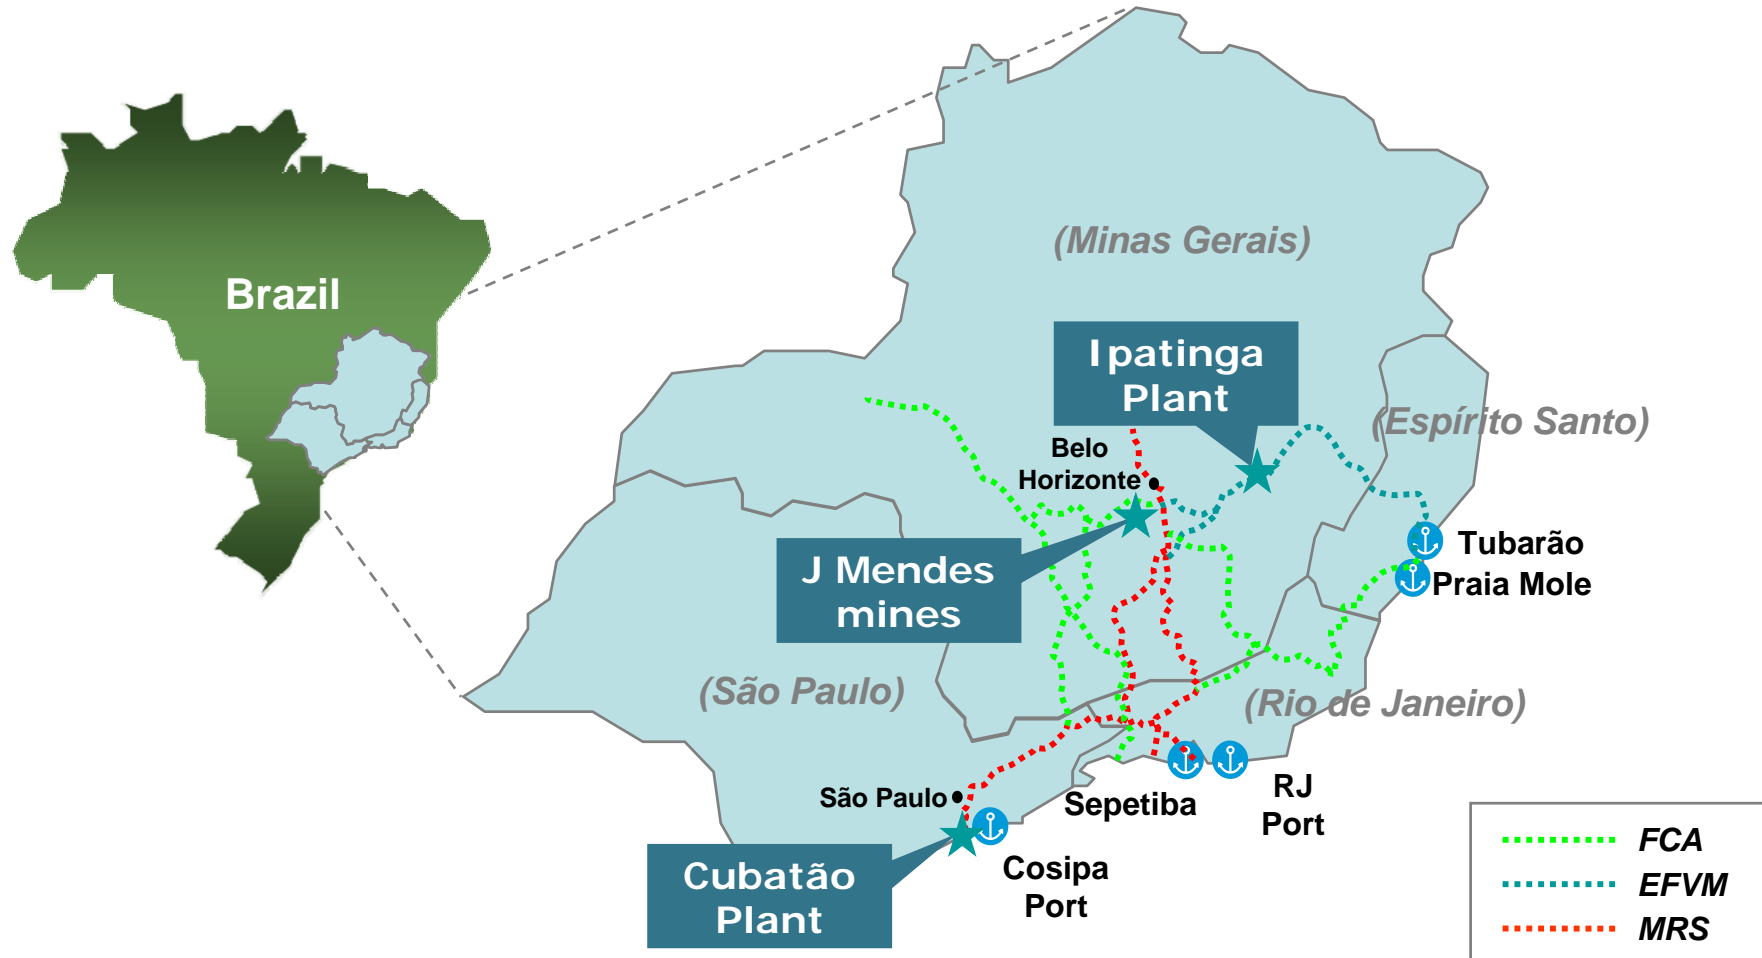 Brazil
(Minas Gerais)
Ipatinga
Plant
(Espírito Santo)
Belo
Horizonte
Tubarão
J Mendes
mines
Praia Mole
(São Paulo)
(Rio de Janeiro)
São Paulo
Sepetiba
RJ
Port
Cubatão
Plant
Cosipa
Port
FCA
EFVM
MRS